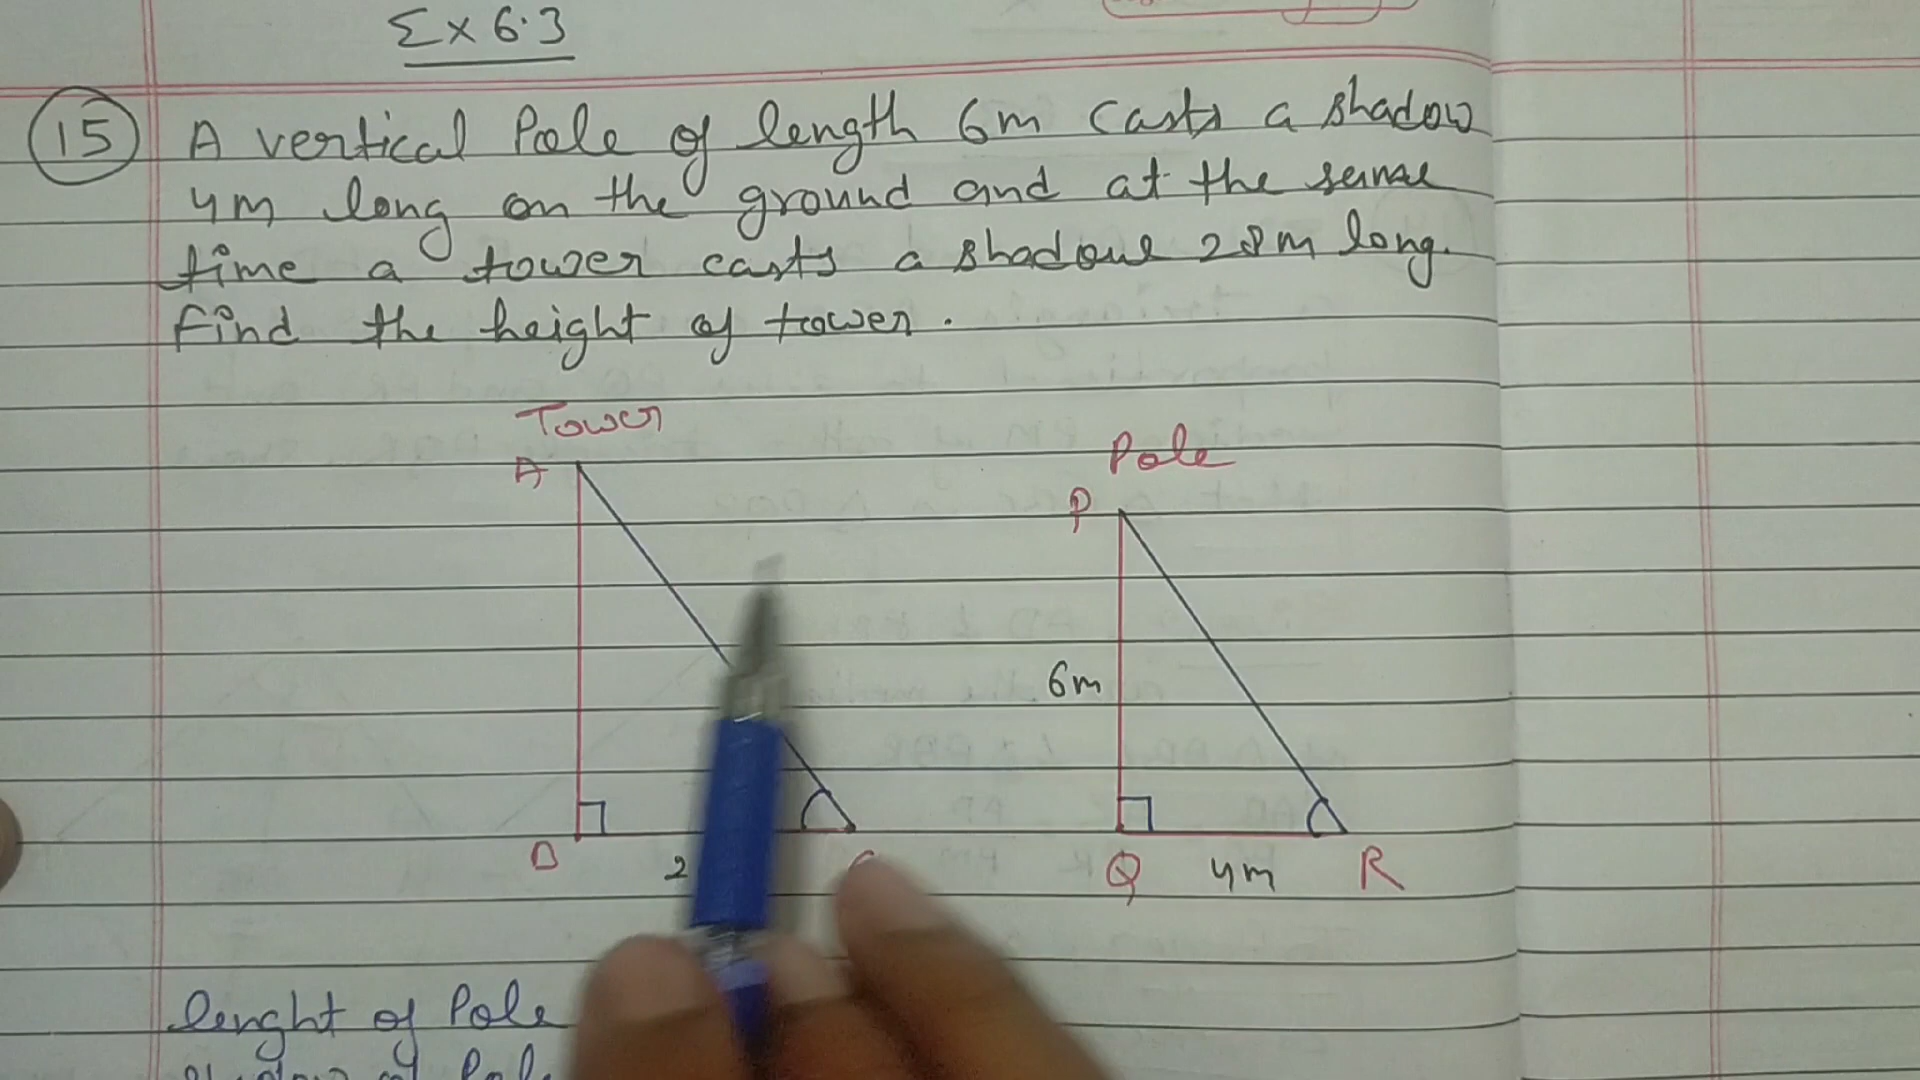 Ex 6.3
15 A vertical Pole of length 6m casts a shadow
4m long on the ground and at the same
time a tower casts a shadow 28m long.
Find the height of tower.
Tower
Pole
A
P
6m
B
2
C
Q
4m
R
lenght of Pole
of Pole